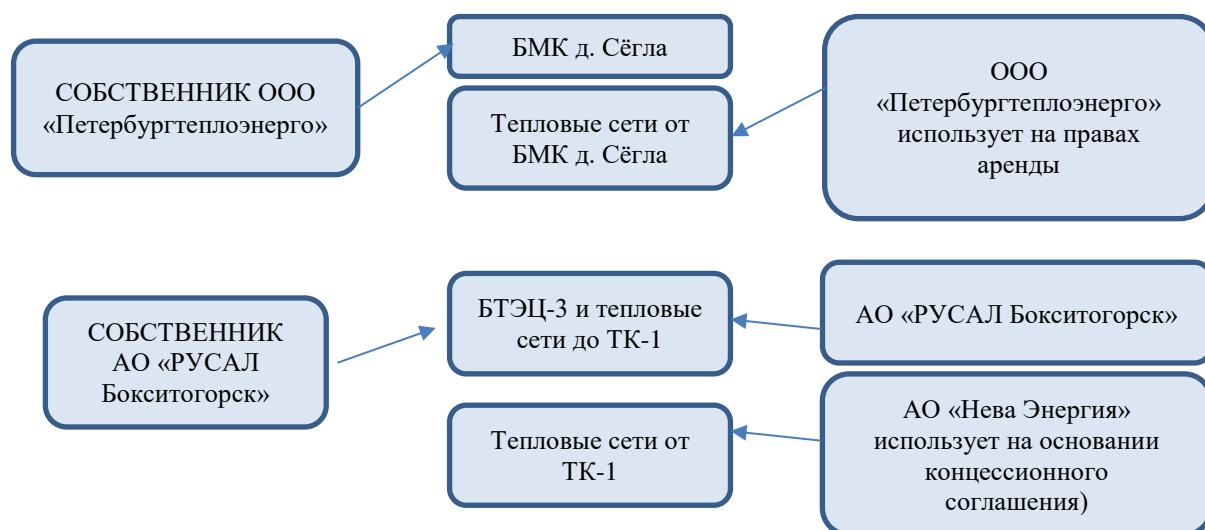 СОБСТВЕННИК ООО
«Петербургтеплоэнерго»
БМК д. Сёгла
Тепловые сети от
БМК д. Сёгла
ООО
«Петербургтеплоэнерго»
использует на правах
аренды
СОБСТВЕННИК
АО «РУСАЛ
Бокситогорск»
БТЭЦ-3 и тепловые
сети до ТК-1
АО «РУСАЛ Бокситогорск»
Тепловые сети от
ТК-1
АО «Нева Энергия»
использует на основании
концессионного
соглашения)